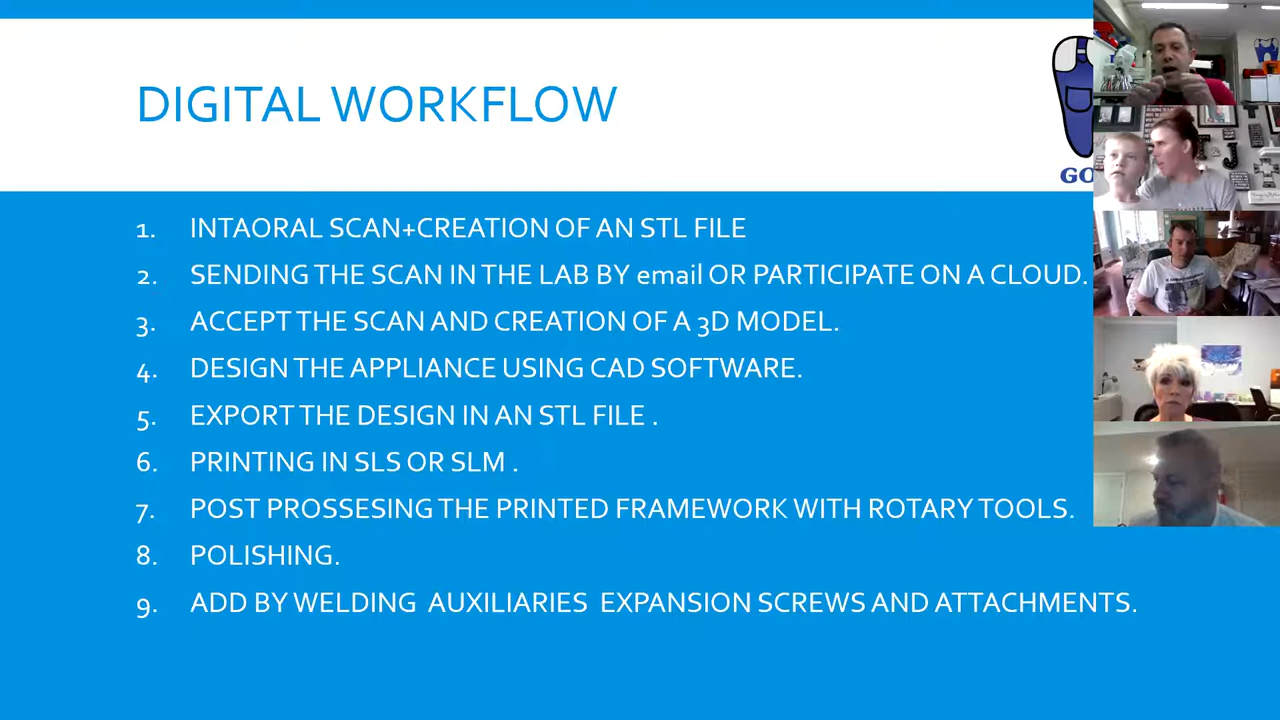 DIGITAL WORKFLOW
GO
1. INTAORAL SCAN+CREATION OF AN STL FILE
2. SENDING THE SCAN IN THE LAB BY email OR PARTICIPATE ON A CLOUD.
3. ACCEPT THE SCAN AND CREATION OF A 3D MODEL.
4. DESIGN THE APPLIANCE USING CAD SOFTWARE.
5. EXPORT THE DESIGN IN AN STL FILE .
6. PRINTING IN SLS OR SLM .
7. POST PROSSESING THE PRINTED FRAMEWORK WITH ROTARY TOOLS.
8. POLISHING.
9. ADD BY WELDING AUXILIARIES EXPANSION SCREWS AND ATTACHMENTS.